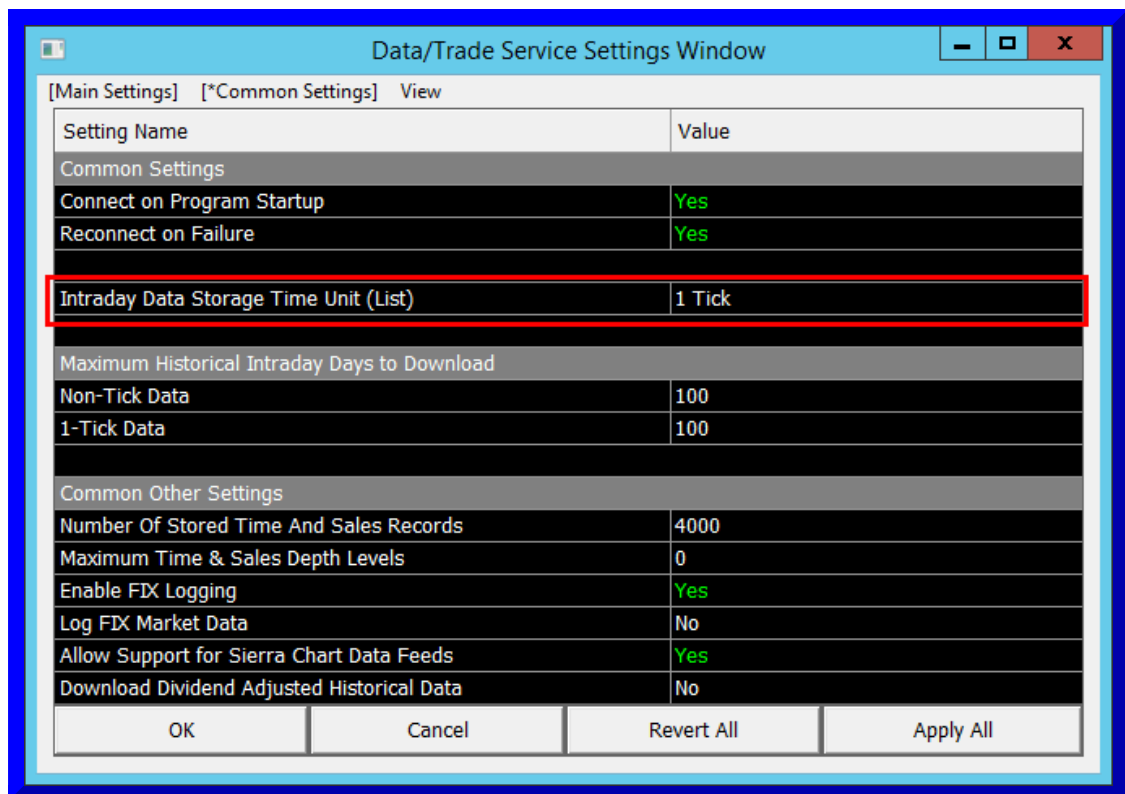 Data/Trade Service Settings Window
[Main Settings] [*Common Settings] View
Setting Name Value
Common Settings
Connect on Program Startup Yes
Reconnect on Failure Yes
Intraday Data Storage Time Unit (List) 1 Tick
Maximum Historical Intraday Days to Download
Non-Tick Data 100
1-Tick Data 100
Common Other Settings
Number Of Stored Time And Sales Records 4000
Maximum Time & Sales Depth Levels 0
Enable FIX Logging Yes
Log FIX Market Data No
Allow Support for Sierra Chart Data Feeds Yes
Download Dividend Adjusted Historical Data No
OK Cancel Revert All Apply All